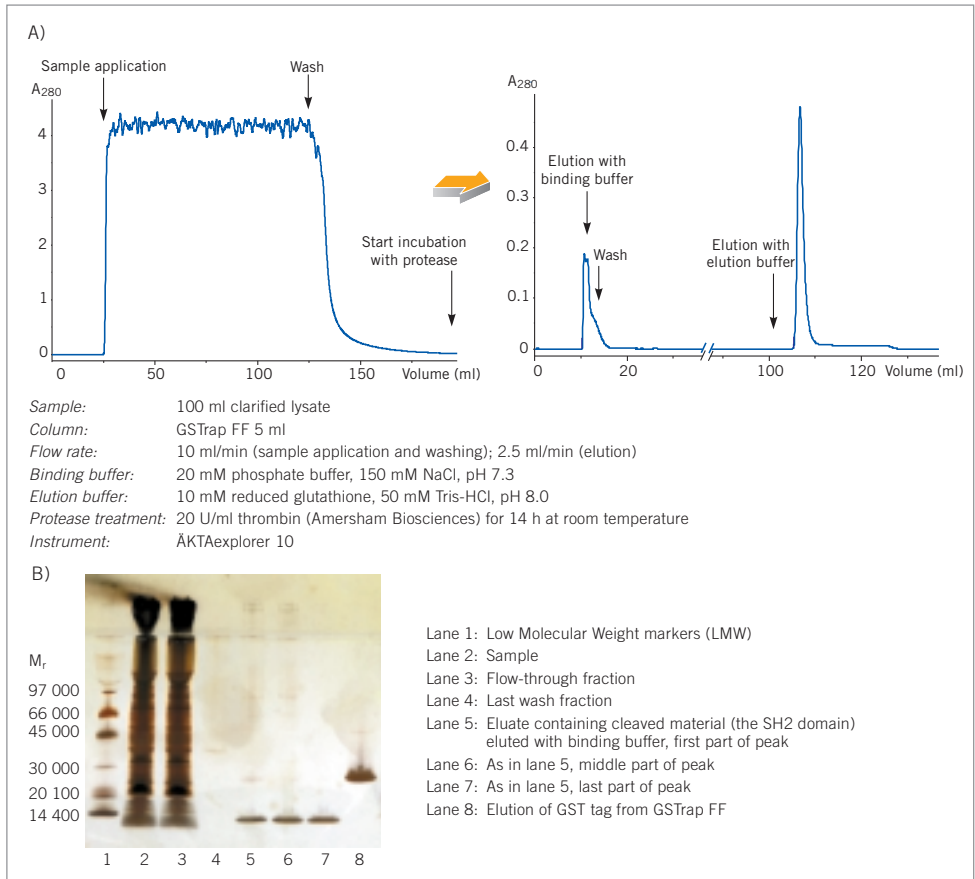 A)
Sample application
Wash
A280
4
3
2
1
0
Start incubation
with protease
0 50 100 150 Volume (ml)
A280
0.4
0.3
0.2
0.1
0
Elution with
binding buffer
Wash
Elution with
elution buffer
0 20 100 120 Volume (ml)
Sample: 100 ml clarified lysate
Column: GSTrap FF 5 ml
Flow rate: 10 ml/min (sample application and washing); 2.5 ml/min (elution)
Binding buffer: 20 mM phosphate buffer, 150 mM NaCl, pH 7.3
Elution buffer: 10 mM reduced glutathione, 50 mM Tris-HCl, pH 8.0
Protease treatment: 20 U/ml thrombin (Amersham Biosciences) for 14 h at room temperature
Instrument: ÄKTAexplorer 10
B)
Mr
97 000
66 000
45 000
30 000
20 100
14 400
1 2 3 4 5 6 7 8
Lane 1: Low Molecular Weight markers (LMW)
Lane 2: Sample
Lane 3: Flow-through fraction
Lane 4: Last wash fraction
Lane 5: Eluate containing cleaved material (the SH2 domain)
eluted with binding buffer, first part of peak
Lane 6: As in lane 5, middle part of peak
Lane 7: As in lane 5, last part of peak
Lane 8: Elution of GST tag from GSTrap FF